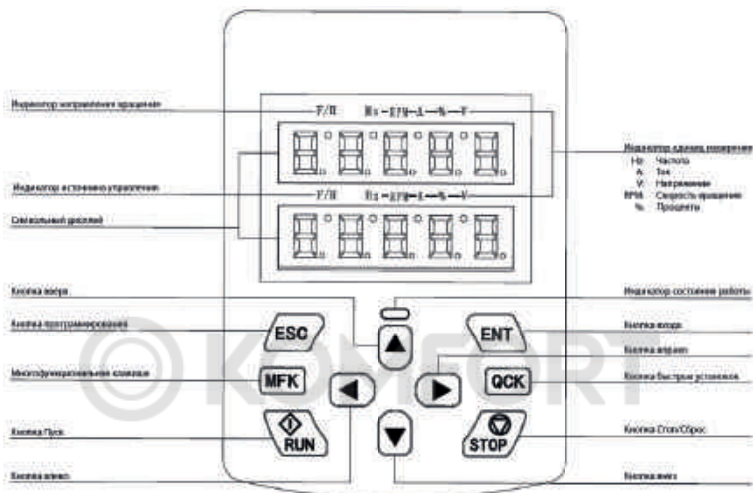 Индикатор направления вращения
F/R Hz-РПМ-A-%-V
Индикатор единиц измерения
Hz Частота
A Ток
V Напряжение
RPM Скорость вращения
% Проценты
Индикатор источника управления
F/R Hz-РПМ-A-%-V
Символьный дисплей
Кнопка вверх
Индикатор состояния работы
Кнопка программирования
ESC
ENT
Кнопка ввода
Кнопка вправо
KOMFORT
Многофункциональная клавиша
MFK
QCK
Кнопка быстрых установок
Кнопка Пуск
RUN
STOP
Кнопка Стоп/Сброс
Кнопка влево
Кнопка вниз